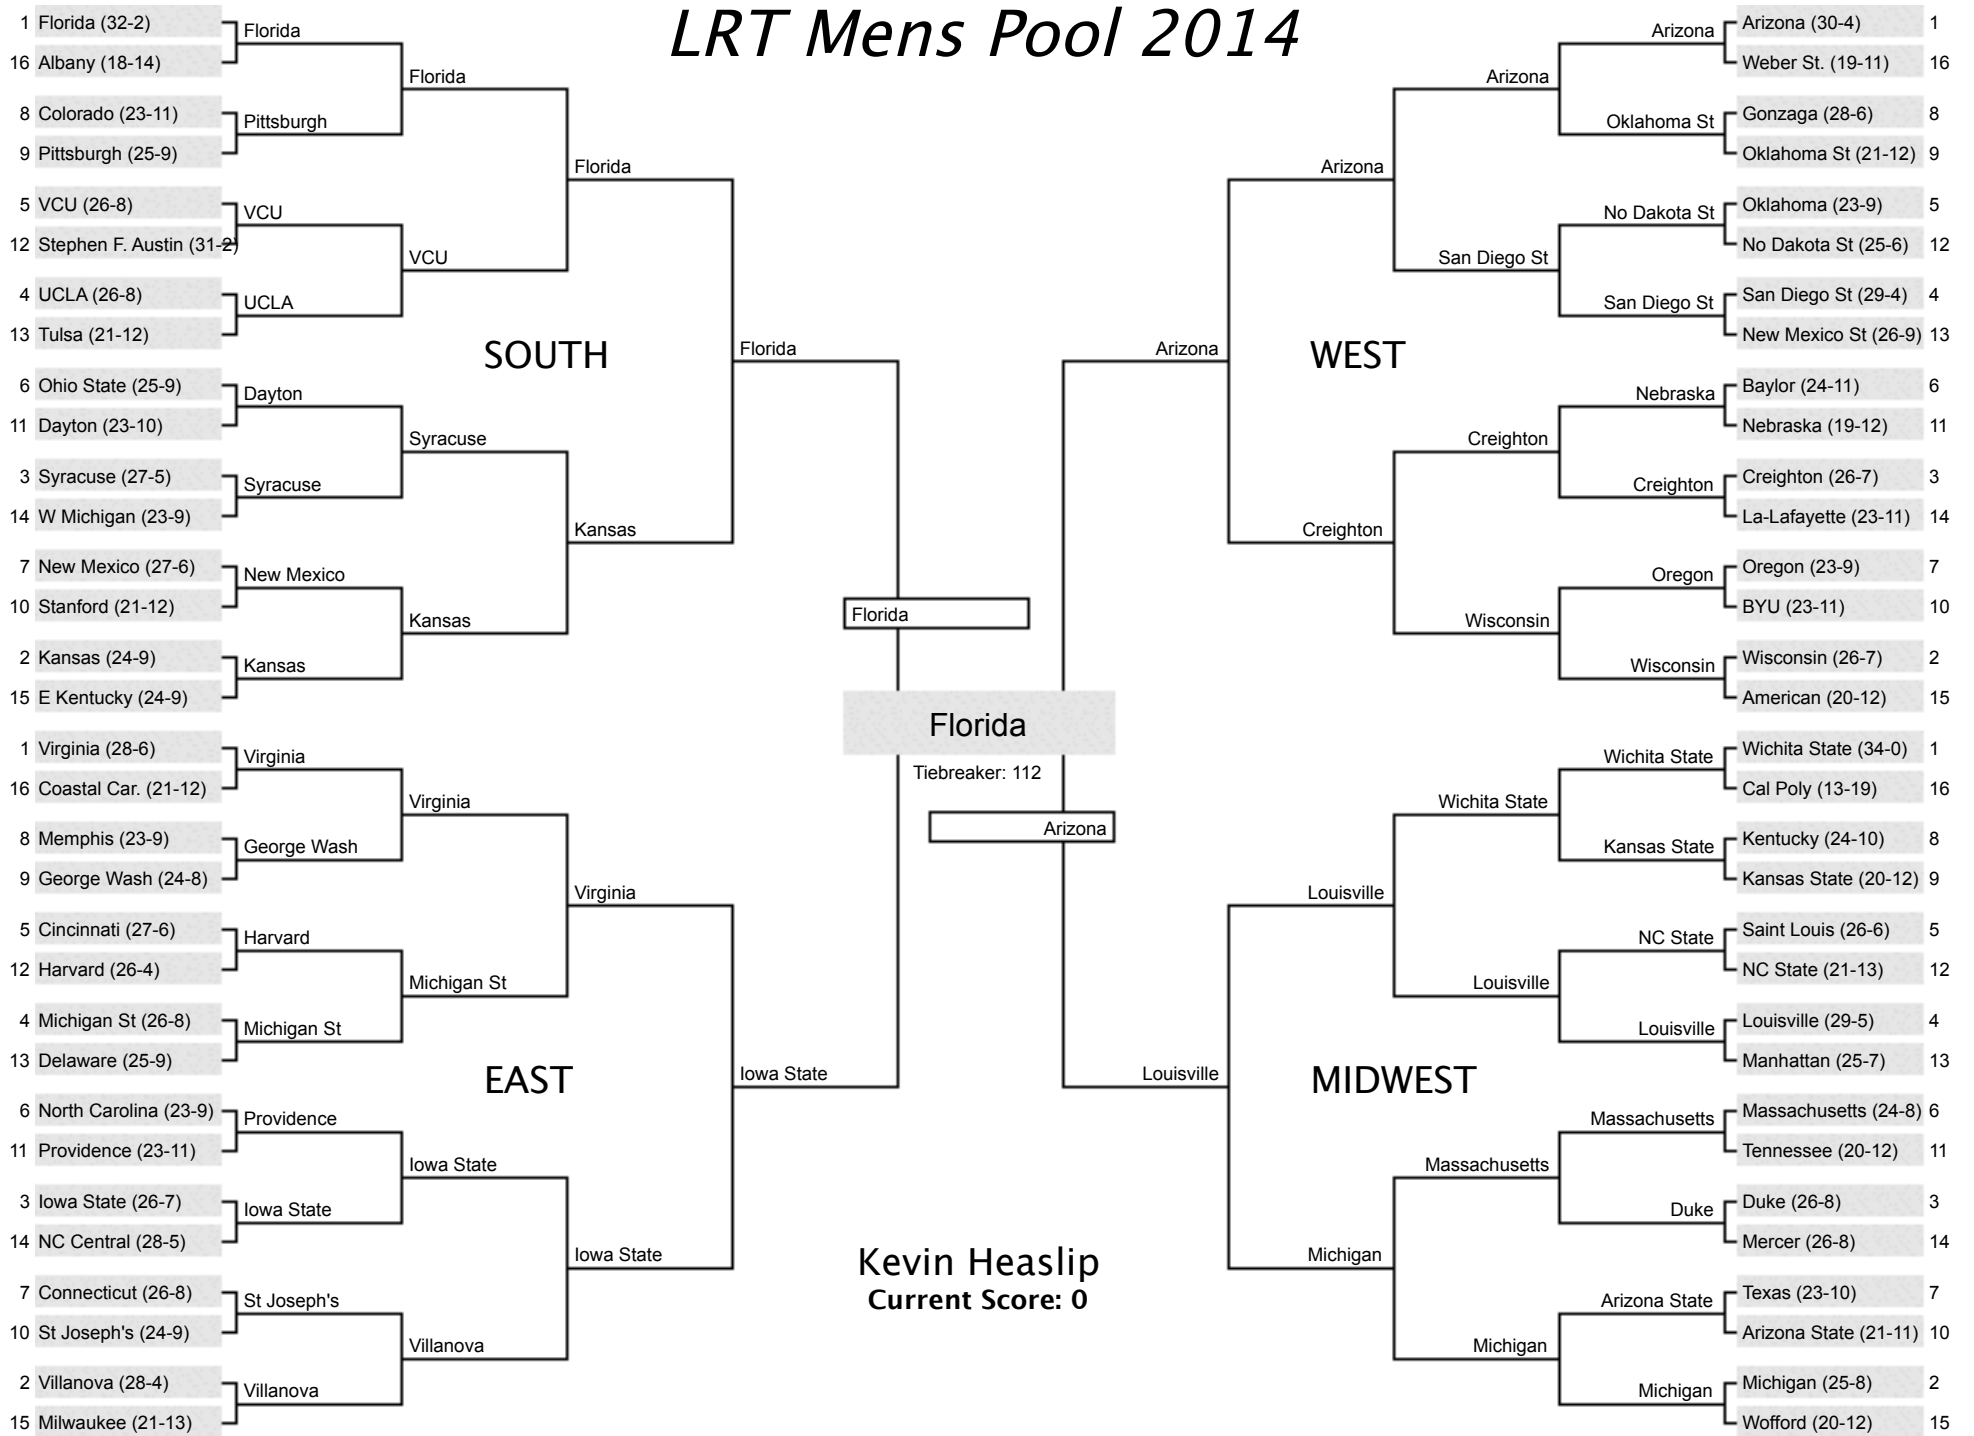 LRT Mens Pool 2014
1 Florida (32-2)
16 Albany (18-14)
8 Colorado (23-11)
9 Pittsburgh (25-9)
5 VCU (26-8)
12 Stephen F. Austin (31-2)
4 UCLA (26-8)
13 Tulsa (21-12)
6 Ohio State (25-9)
11 Dayton (23-10)
3 Syracuse (27-5)
14 W Michigan (23-9)
7 New Mexico (27-6)
10 Stanford (21-12)
2 Kansas (24-9)
15 E Kentucky (24-9)
Florida
Pittsburgh
VCU
UCLA
Dayton
Syracuse
New Mexico
Kansas
Florida
VCU
Syracuse
Kansas
Florida
Kansas
SOUTH
Florida
1 Virginia (28-6)
16 Coastal Car. (21-12)
8 Memphis (23-9)
9 George Wash (24-8)
5 Cincinnati (27-6)
12 Harvard (26-4)
4 Michigan St (26-8)
13 Delaware (25-9)
6 North Carolina (23-9)
11 Providence (23-11)
3 Iowa State (26-7)
14 NC Central (28-5)
7 Connecticut (26-8)
10 St Joseph's (24-9)
2 Villanova (28-4)
15 Milwaukee (21-13)
Virginia
George Wash
Harvard
Michigan St
Providence
Iowa State
St Joseph's
Villanova
Virginia
Michigan St
Iowa State
Villanova
Virginia
Iowa State
EAST
Iowa State
Florida
Florida
Tiebreaker: 112
Arizona
Kevin Heaslip
Current Score: 0
Arizona (30-4) 1
Weber St. (19-11) 16
Gonzaga (28-6) 8
Oklahoma St (21-12) 9
Oklahoma (23-9) 5
No Dakota St (25-6) 12
San Diego St (29-4) 4
New Mexico St (26-9) 13
Baylor (24-11) 6
Nebraska (19-12) 11
Creighton (26-7) 3
La-Lafayette (23-11) 14
Oregon (23-9) 7
BYU (23-11) 10
Wisconsin (26-7) 2
American (20-12) 15
Arizona
Oklahoma St
No Dakota St
San Diego St
Nebraska
Creighton
Oregon
Wisconsin
Arizona
San Diego St
Creighton
Wisconsin
Arizona
Creighton
WEST
Arizona
Wichita State (34-0) 1
Cal Poly (13-19) 16
Kentucky (24-10) 8
Kansas State (20-12) 9
Saint Louis (26-6) 5
NC State (21-13) 12
Louisville (29-5) 4
Manhattan (25-7) 13
Massachusetts (24-8) 6
Tennessee (20-12) 11
Duke (26-8) 3
Mercer (26-8) 14
Texas (23-10) 7
Arizona State (21-11) 10
Michigan (25-8) 2
Wofford (20-12) 15
Wichita State
Kansas State
NC State
Louisville
Massachusetts
Duke
Arizona State
Michigan
Wichita State
Louisville
Massachusetts
Michigan
Louisville
Michigan
MIDWEST
Louisville